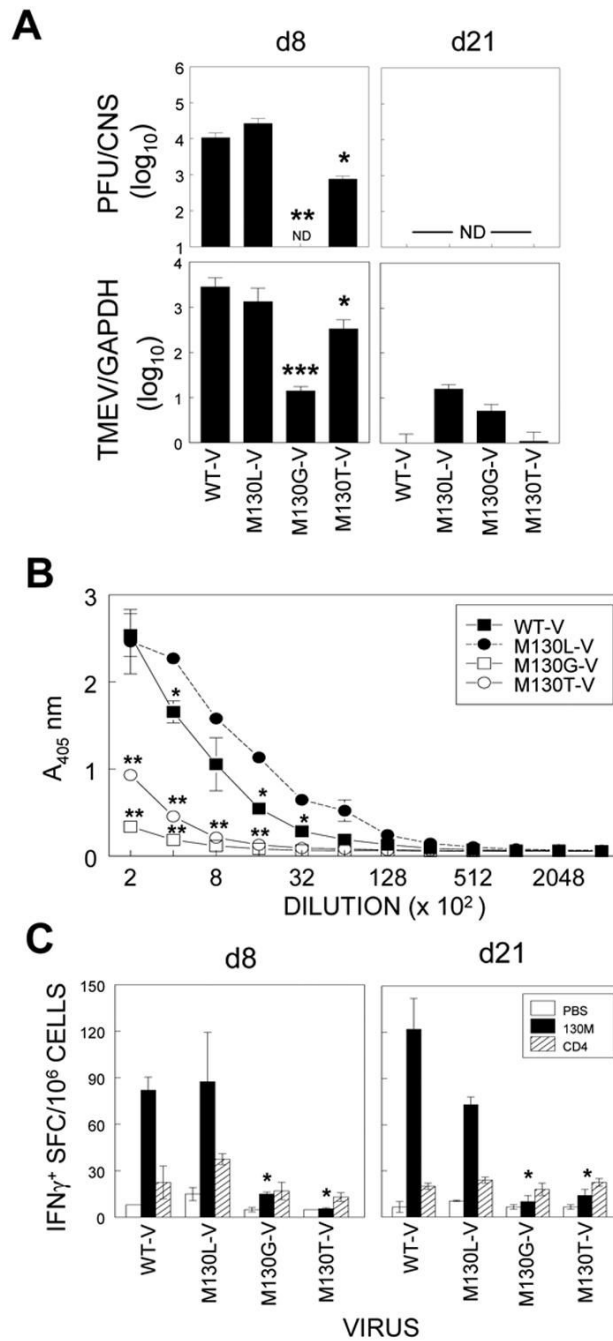 A
d8 d21
PFU/CNS
(log10)
6
5
4
3
2
1
**
ND
*
ND
TMEV/GAPDH
(log10)
4
3
2
1
0
***
*
WT-V
M130L-V
M130G-V
M130T-V
WT-V
M130L-V
M130G-V
M130T-V
B
A405 nm
3
2
1
0
WT-V
M130L-V
M130G-V
M130T-V
*
*
*
** ** ** **
** **
2 8 32 128 512 2048
DILUTION (x 10²)
C
d8 d21
IFNγ+ SFC/10⁶ CELLS
150
120
90
60
30
0
PBS
130M
CD4
* * * *
WT-V
M130L-V
M130G-V
M130T-V
WT-V
M130L-V
M130G-V
M130T-V
VIRUS